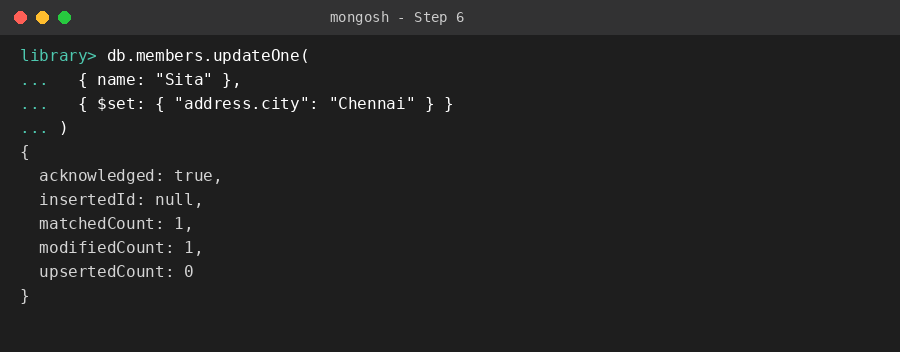 mongosh - Step 6
library> db.members.updateOne(
...   { name: "Sita" },
...   { $set: { "address.city": "Chennai" } }
... )
{
  acknowledged: true,
  insertedId: null,
  matchedCount: 1,
  modifiedCount: 1,
  upsertedCount: 0
}